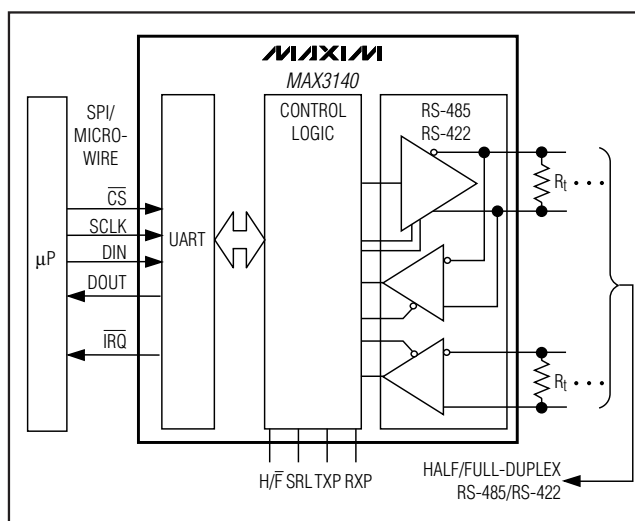 MAXIM
MAX3140
SPI/
MICRO-
WIRE
CONTROL
LOGIC
RS-485
RS-422
CS
SCLK
DIN
DOUT
IRQ
μP
UART
Rt
Rt
H/F SRL TXP RXP
HALF/FULL-DUPLEX
RS-485/RS-422